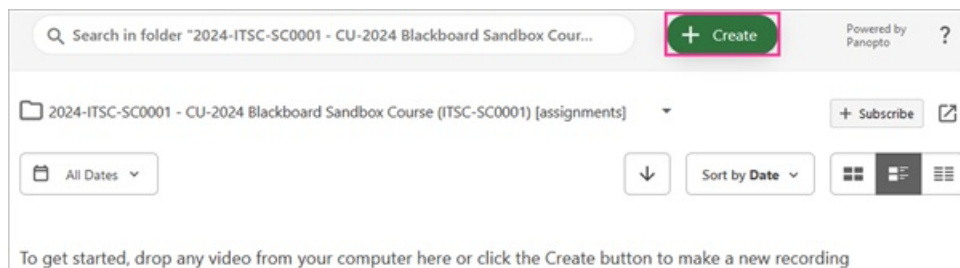 Search in folder "2024-ITSC-SC0001 - CU-2024 Blackboard Sandbox Cour...
+ Create
Powered by
Panopto
?
2024-ITSC-SC0001 - CU-2024 Blackboard Sandbox Course (ITSC-SC0001) [assignments]
+ Subscribe
All Dates
Sort by Date
To get started, drop any video from your computer here or click the Create button to make a new recording